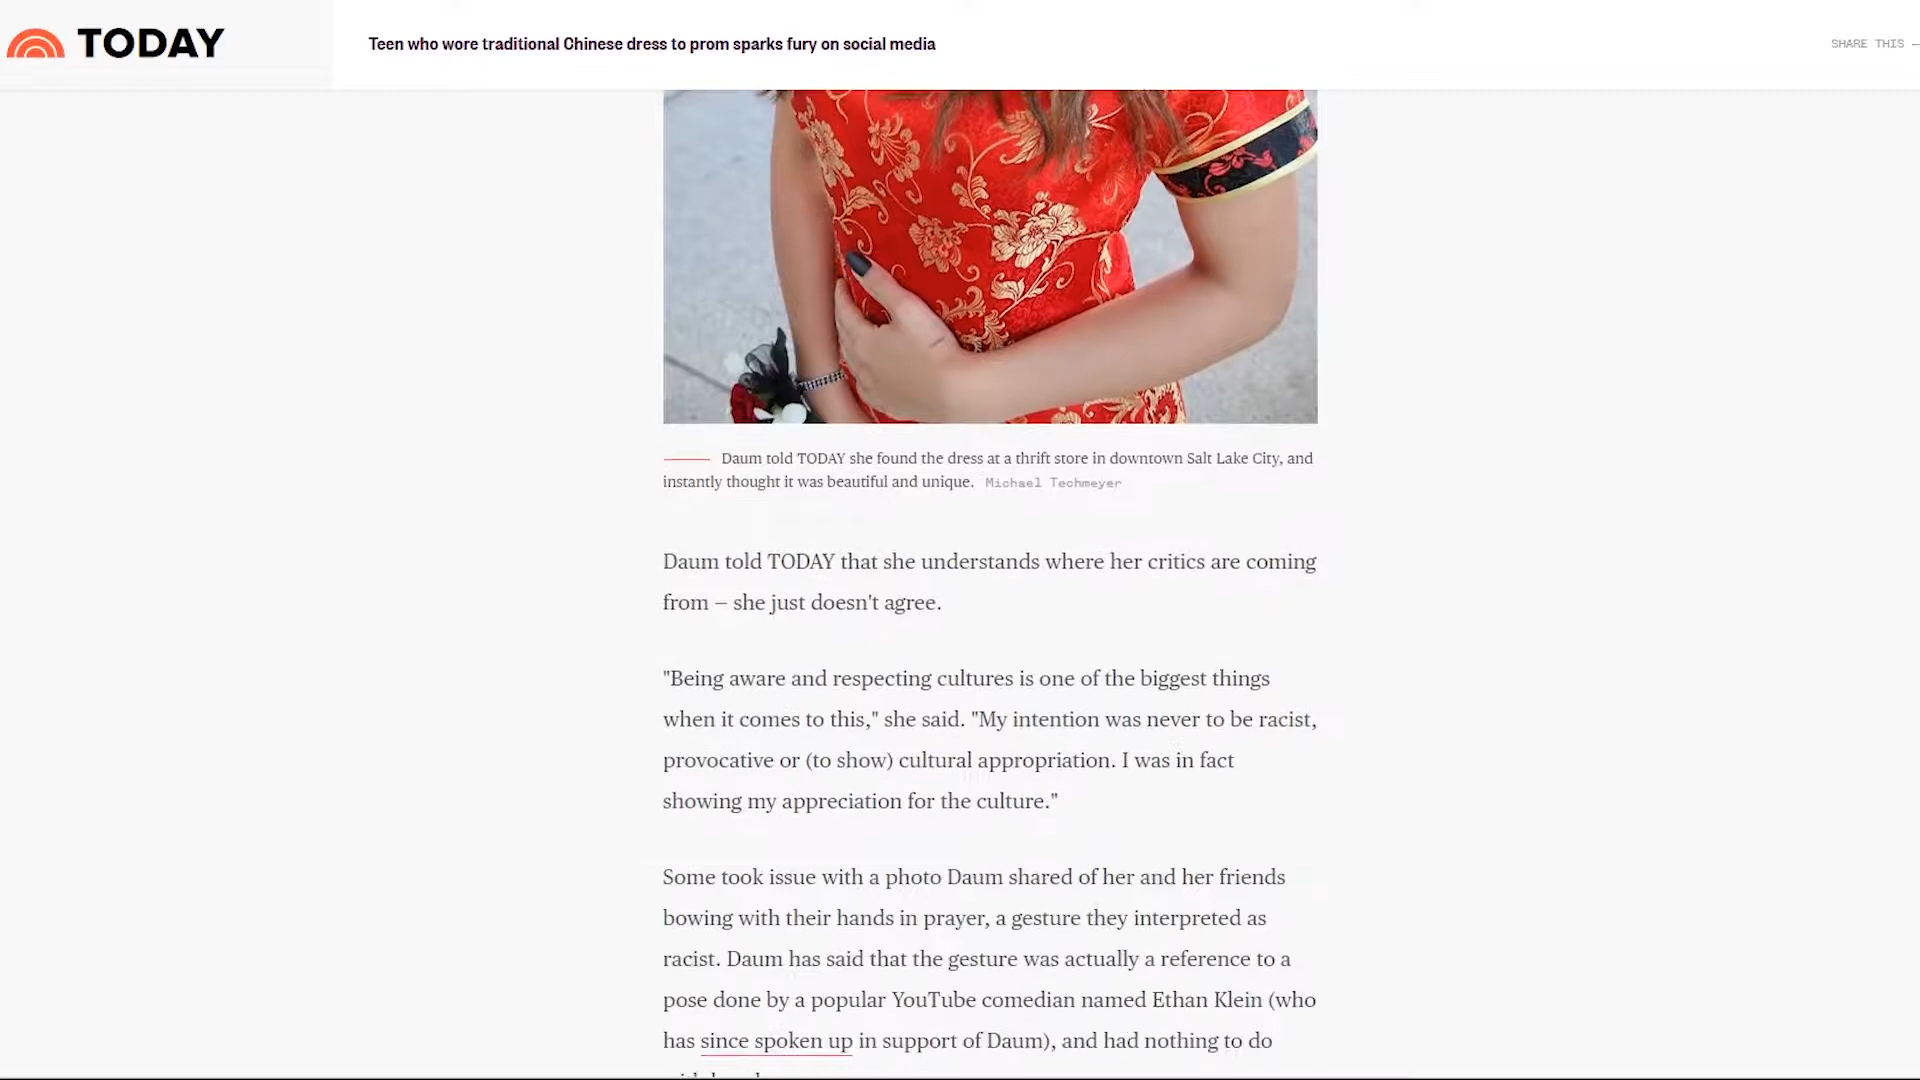 TODAY
Teen who wore traditional Chinese dress to prom sparks fury on social media
SHARE THIS —
Daum told TODAY she found the dress at a thrift store in downtown Salt Lake City, and
instantly thought it was beautiful and unique. Michael Techmeyer
Daum told TODAY that she understands where her critics are coming
from — she just doesn't agree.
"Being aware and respecting cultures is one of the biggest things
when it comes to this," she said. "My intention was never to be racist,
provocative or (to show) cultural appropriation. I was in fact
showing my appreciation for the culture."
Some took issue with a photo Daum shared of her and her friends
bowing with their hands in prayer, a gesture they interpreted as
racist. Daum has said that the gesture was actually a reference to a
pose done by a popular YouTube comedian named Ethan Klein (who
has since spoken up in support of Daum), and had nothing to do